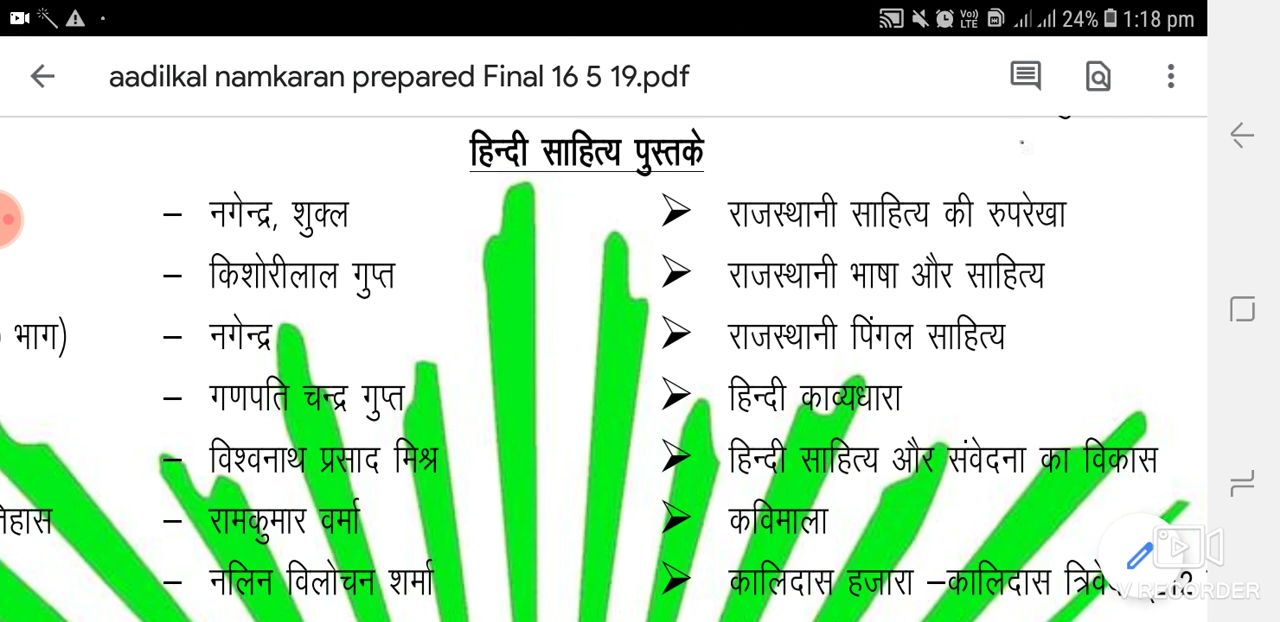 24% 1:18 pm
aadilkal namkaran prepared Final 16 5 19.pdf
हिन्दी साहित्य पुस्तके
– नगेन्द्र, शुक्ल ➢ राजस्थानी साहित्य की रुपरेखा
– किशोरीलाल गुप्त ➢ राजस्थानी भाषा और साहित्य
भाग) – नगेन्द्र ➢ राजस्थानी पिंगल साहित्य
– गणपति चन्द्र गुप्त ➢ हिन्दी काव्यधारा
– विश्वनाथ प्रसाद मिश्र ➢ हिन्दी साहित्य और संवेदना का विकास
– रामकुमार वर्मा ➢ कविमाला
– नलिन विलोचन शर्मा ➢ कालिदास हजारा –कालिदास
V RECORDER